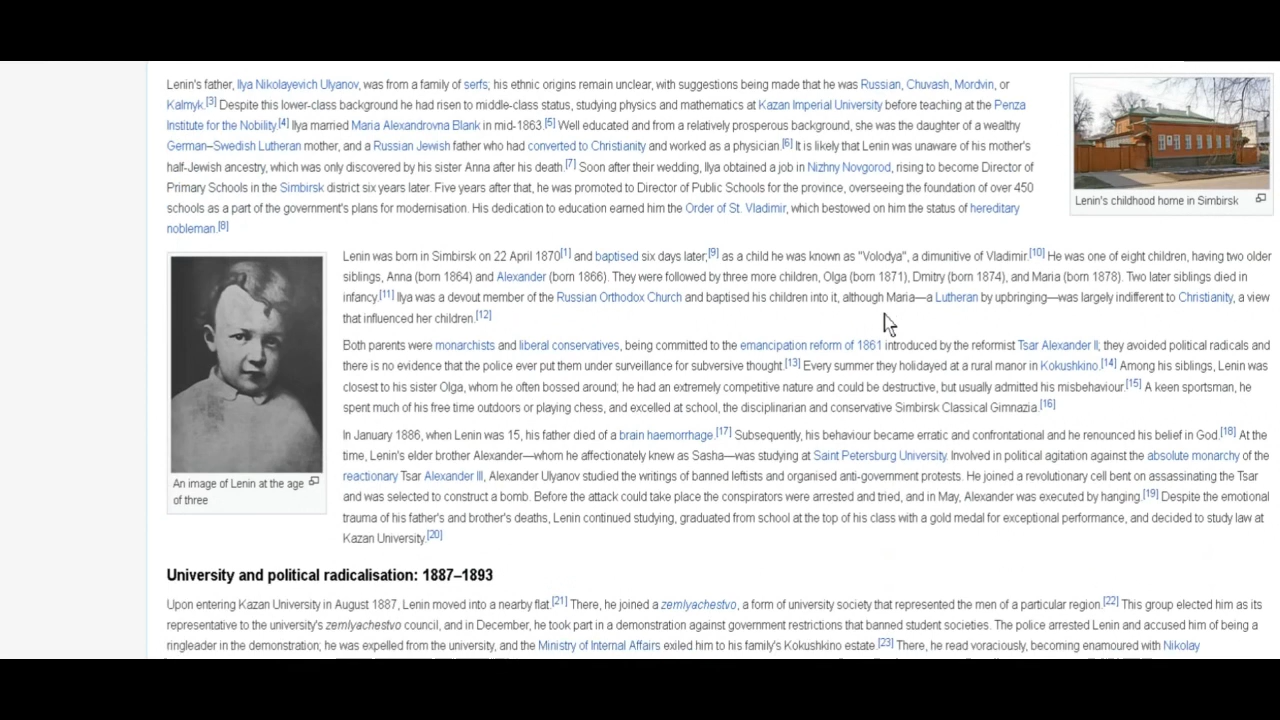 Lenin's father, Ilya Nikolayevich Ulyanov, was from a family of serfs; his ethnic origins remain unclear, with suggestions being made that he was Russian, Chuvash, Mordvin, or
Kalmyk.[3] Despite this lower-class background he had risen to middle-class status, studying physics and mathematics at Kazan Imperial University before teaching at the Penza
Institute for the Nobility.[4] Ilya married Maria Alexandrovna Blank in mid-1863.[5] Well educated and from a relatively prosperous background, she was the daughter of a wealthy
German–Swedish Lutheran mother, and a Russian Jewish father who had converted to Christianity and worked as a physician.[6] It is likely that Lenin was unaware of his mother's
half-Jewish ancestry, which was only discovered by his sister Anna after his death.[7] Soon after their wedding, Ilya obtained a job in Nizhny Novgorod, rising to become Director of
Primary Schools in the Simbirsk district six years later. Five years after that, he was promoted to Director of Public Schools for the province, overseeing the foundation of over 450
schools as a part of the government's plans for modernisation. His dedication to education earned him the Order of St. Vladimir, which bestowed on him the status of hereditary
nobleman.[8]
Lenin's childhood home in Simbirsk
Lenin was born in Simbirsk on 22 April 1870[1] and baptised six days later;[9] as a child he was known as "Volodya", a dimunitive of Vladimir.[10] He was one of eight children, having two older
siblings, Anna (born 1864) and Alexander (born 1866). They were followed by three more children, Olga (born 1871), Dmitry (born 1874), and Maria (born 1878). Two later siblings died in
infancy.[11] Ilya was a devout member of the Russian Orthodox Church and baptised his children into it, although Maria—a Lutheran by upbringing—was largely indifferent to Christianity, a view
that influenced her children.[12]
Both parents were monarchists and liberal conservatives, being committed to the emancipation reform of 1861 introduced by the reformist Tsar Alexander II; they avoided political radicals and
there is no evidence that the police ever put them under surveillance for subversive thought.[13] Every summer they holidayed at a rural manor in Kokushkino.[14] Among his siblings, Lenin was
closest to his sister Olga, whom he often bossed around; he had an extremely competitive nature and could be destructive, but usually admitted his misbehaviour.[15] A keen sportsman, he
spent much of his free time outdoors or playing chess, and excelled at school, the disciplinarian and conservative Simbirsk Classical Gimnazia.[16]
In January 1886, when Lenin was 15, his father died of a brain haemorrhage.[17] Subsequently, his behaviour became erratic and confrontational and he renounced his belief in God.[18] At the
time, Lenin's elder brother Alexander—whom he affectionately knew as Sasha—was studying at Saint Petersburg University. Involved in political agitation against the absolute monarchy of the
reactionary Tsar Alexander III, Alexander Ulyanov studied the writings of banned leftists and organised anti-government protests. He joined a revolutionary cell bent on assassinating the Tsar
and was selected to construct a bomb. Before the attack could take place the conspirators were arrested and tried, and in May, Alexander was executed by hanging.[19] Despite the emotional
trauma of his father's and brother's deaths, Lenin continued studying, graduated from school at the top of his class with a gold medal for exceptional performance, and decided to study law at
Kazan University.[20]
An image of Lenin at the age
of three
University and political radicalisation: 1887–1893
Upon entering Kazan University in August 1887, Lenin moved into a nearby flat.[21] There, he joined a zemlyachestvo, a form of university society that represented the men of a particular region.[22] This group elected him as its
representative to the university's zemlyachestvo council, and in December, he took part in a demonstration against government restrictions that banned student societies. The police arrested Lenin and accused him of being a
ringleader in the demonstration; he was expelled from the university, and the Ministry of Internal Affairs exiled him to his family's Kokushkino estate.[23] There, he read voraciously, becoming enamoured with Nikolay